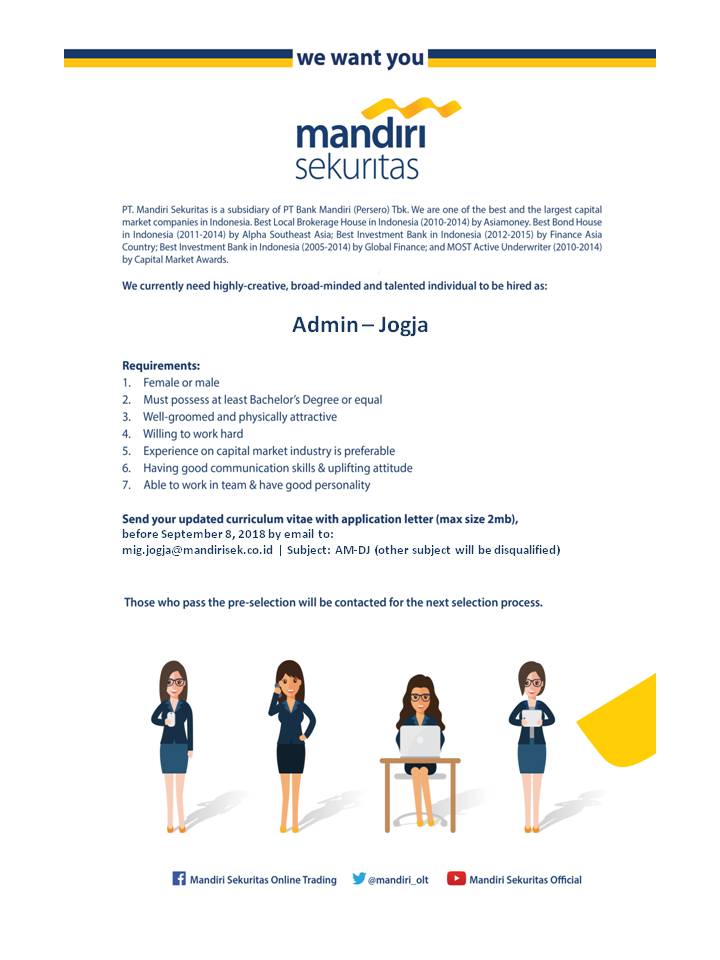 we want you
mandiri
sekuritas
PT. Mandiri Sekuritas is a subsidiary of PT Bank Mandiri (Persero) Tbk. We are one of the best and the largest capital
market companies in Indonesia. Best Local Brokerage House in Indonesia (2010-2014) by Asiamoney. Best Bond House
in Indonesia (2011-2014) by Alpha Southeast Asia; Best Investment Bank in Indonesia (2012-2015) by Finance Asia
Country; Best Investment Bank in Indonesia (2005-2014) by Global Finance; and MOST Active Underwriter (2010-2014)
by Capital Market Awards.
We currently need highly-creative, broad-minded and talented individual to be hired as:
Admin – Jogja
Requirements:
1. Female or male
2. Must possess at least Bachelor's Degree or equal
3. Well-groomed and physically attractive
4. Willing to work hard
5. Experience on capital market industry is preferable
6. Having good communication skills & uplifting attitude
7. Able to work in team & have good personality
Send your updated curriculum vitae with application letter (max size 2mb),
before September 8, 2018 by email to:
mig.jogja@mandirisek.co.id | Subject: AM-DJ (other subject will be disqualified)
Those who pass the pre-selection will be contacted for the next selection process.
Mandiri Sekuritas Online Trading @mandiri_olt Mandiri Sekuritas Official